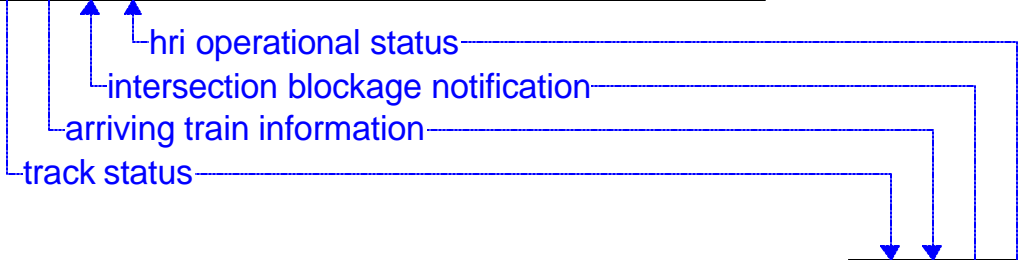 hri operational status
intersection blockage notification
arriving train information
track status